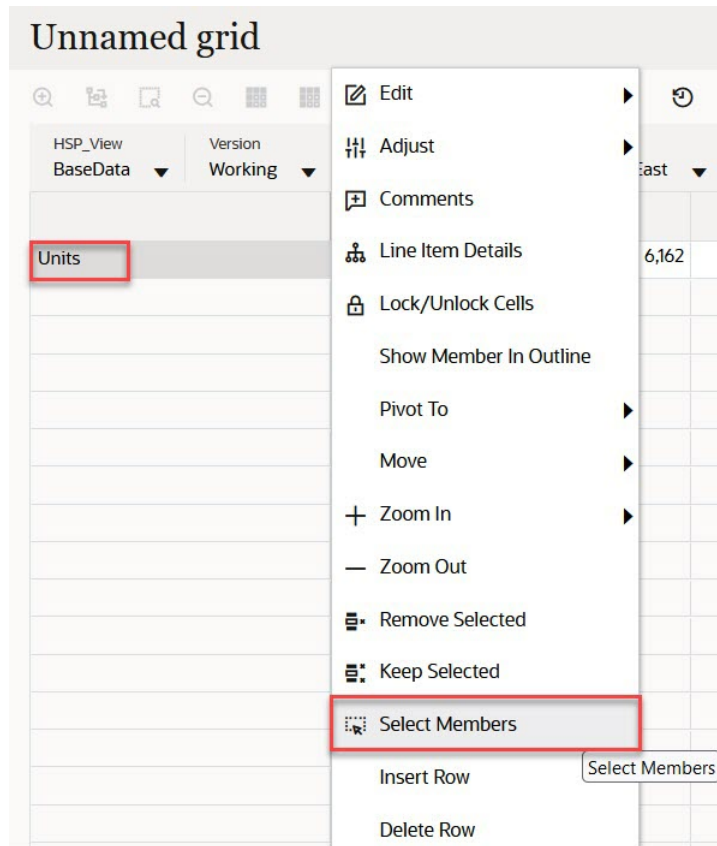 Unnamed grid
HSP_View
BaseData
Version
Working
East
Units
6,162
Edit
Adjust
Comments
Line Item Details
Lock/Unlock Cells
Show Member In Outline
Pivot To
Move
Zoom In
Zoom Out
Remove Selected
Keep Selected
Select Members
Select Members
Insert Row
Delete Row